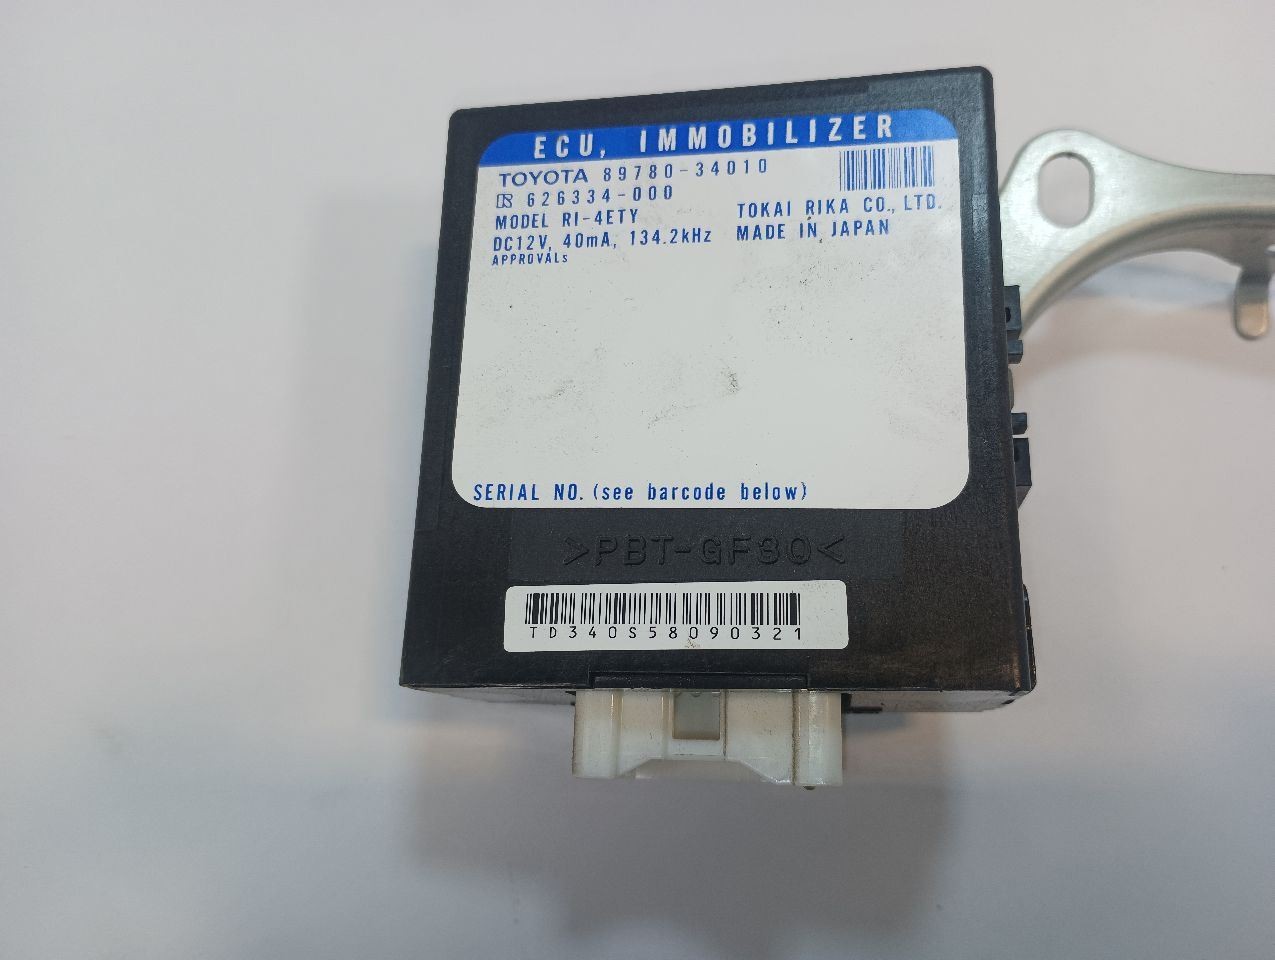 ECU, IMMOBILIZER
TOYOTA 89780-34010
R 626334-000
MODEL RI-4ETY
TOKAI RIKA CO., LTD.
DC12V, 40mA, 134.2kHz
MADE IN JAPAN
APPROVALs
SERIAL NO. (see barcode below)
>PBT-GF30<
TD340S58090321